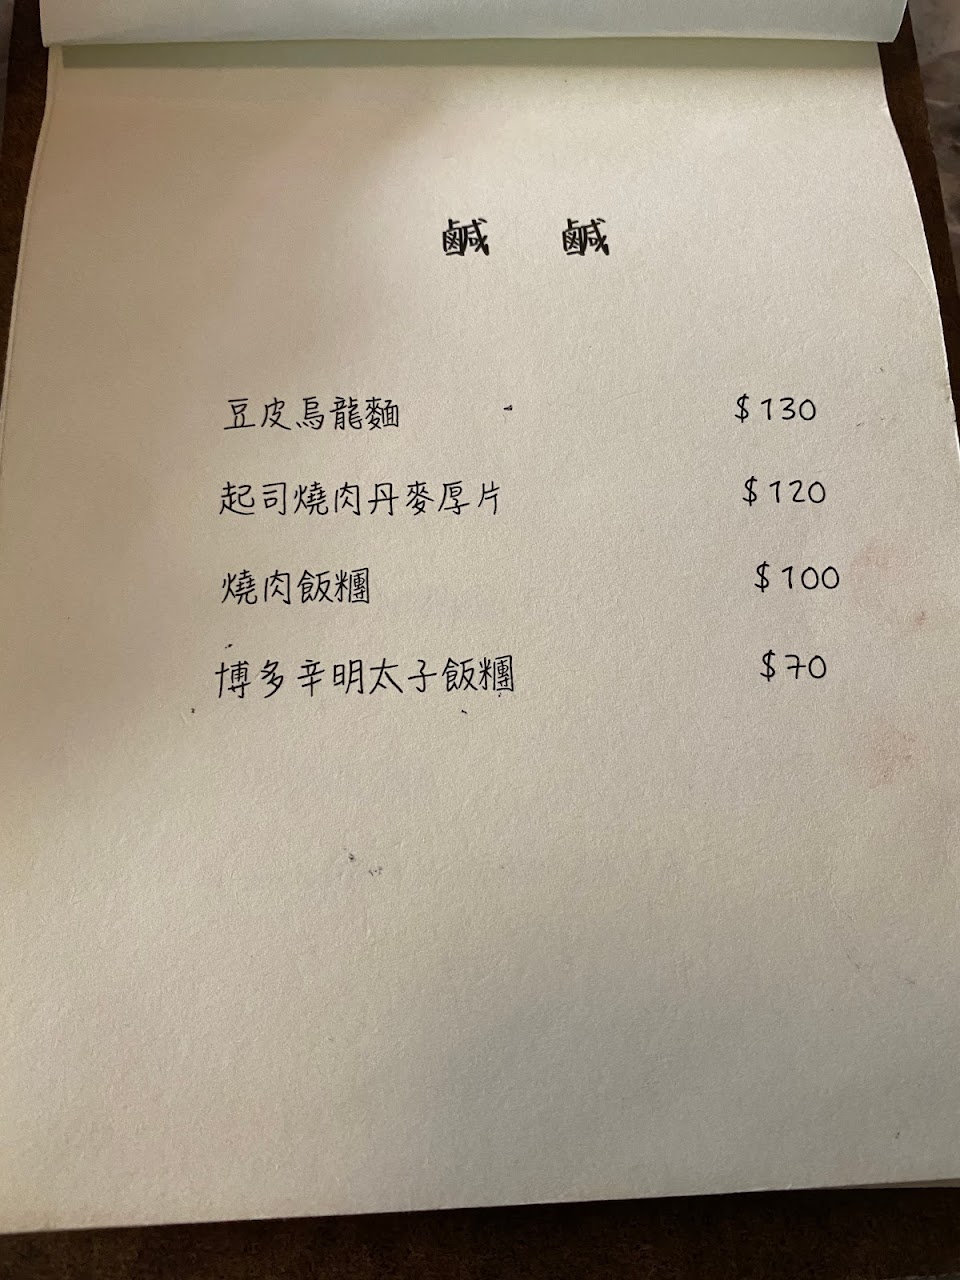 鹹 鹹
豆皮烏龍麵 $130
起司燒肉丹麥厚片 $120
燒肉飯糰 $100
博多辛明太子飯糰 $70